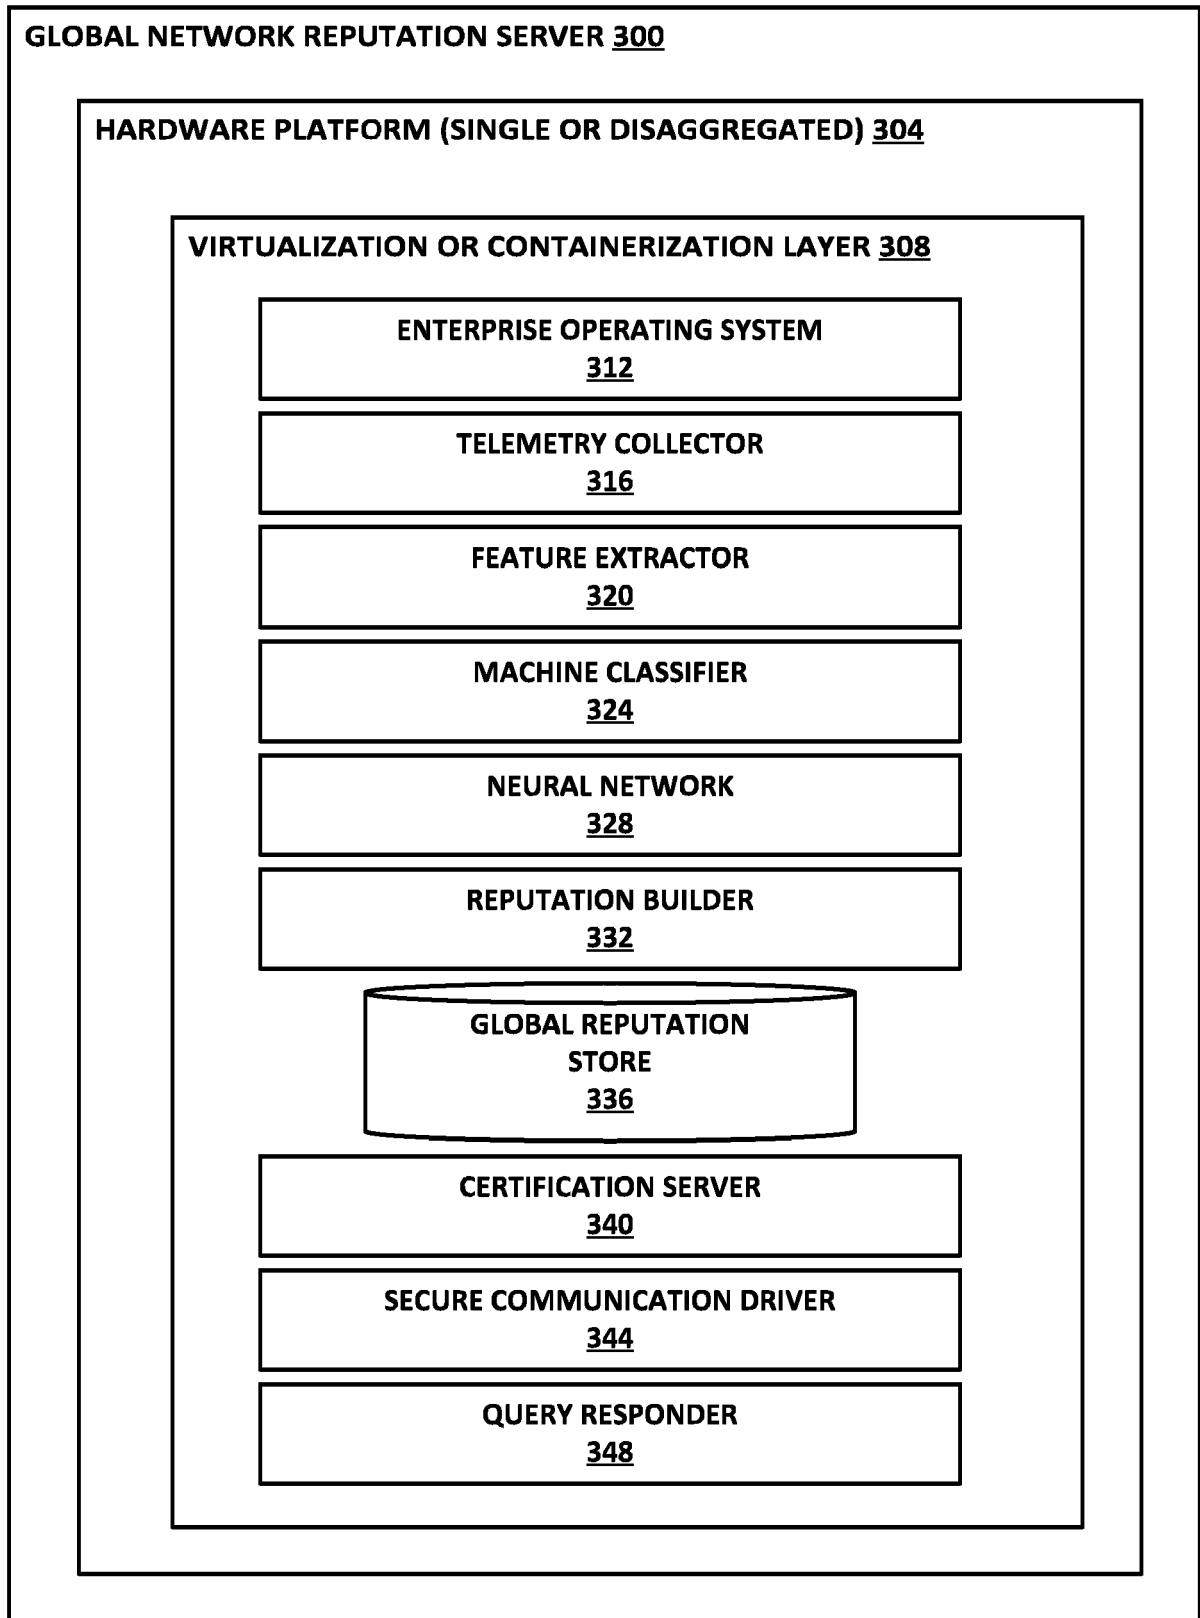 GLOBAL NETWORK REPUTATION SERVER 300
HARDWARE PLATFORM (SINGLE OR DISAGGREGATED) 304
VIRTUALIZATION OR CONTAINERIZATION LAYER 308
ENTERPRISE OPERATING SYSTEM
312
TELEMETRY COLLECTOR
316
FEATURE EXTRACTOR
320
MACHINE CLASSIFIER
324
NEURAL NETWORK
328
REPUTATION BUILDER
332
GLOBAL REPUTATION
STORE
336
CERTIFICATION SERVER
340
SECURE COMMUNICATION DRIVER
344
QUERY RESPONDER
348